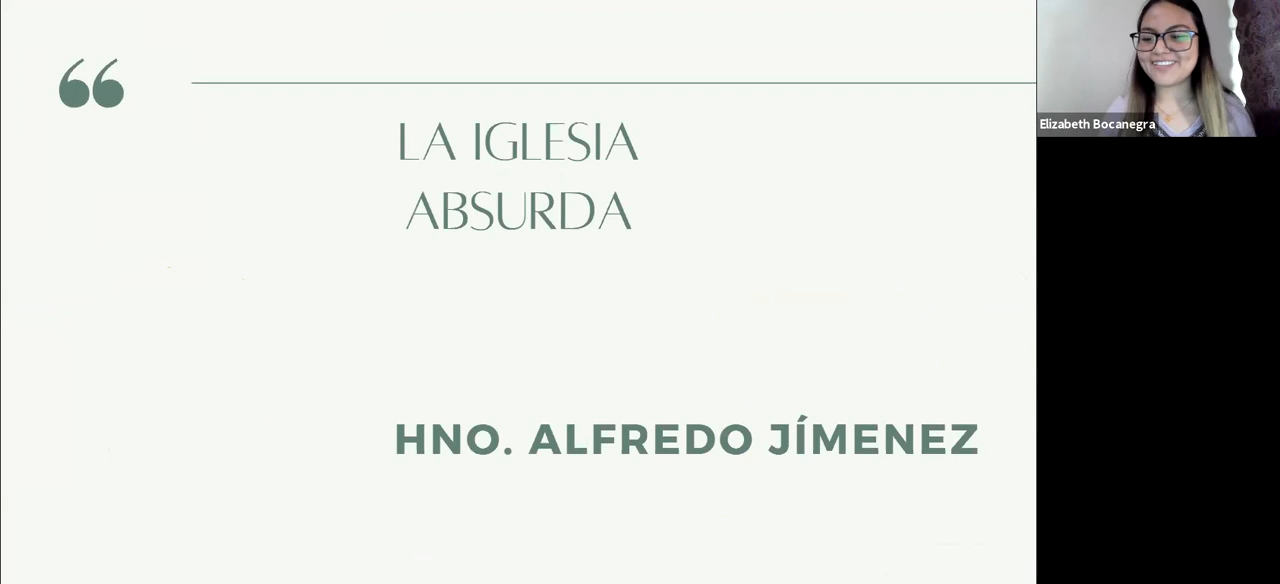 “
LA IGLESIA
ABSURDA
HNO. ALFREDO JÍMENEZ
Elizabeth Bocanegra